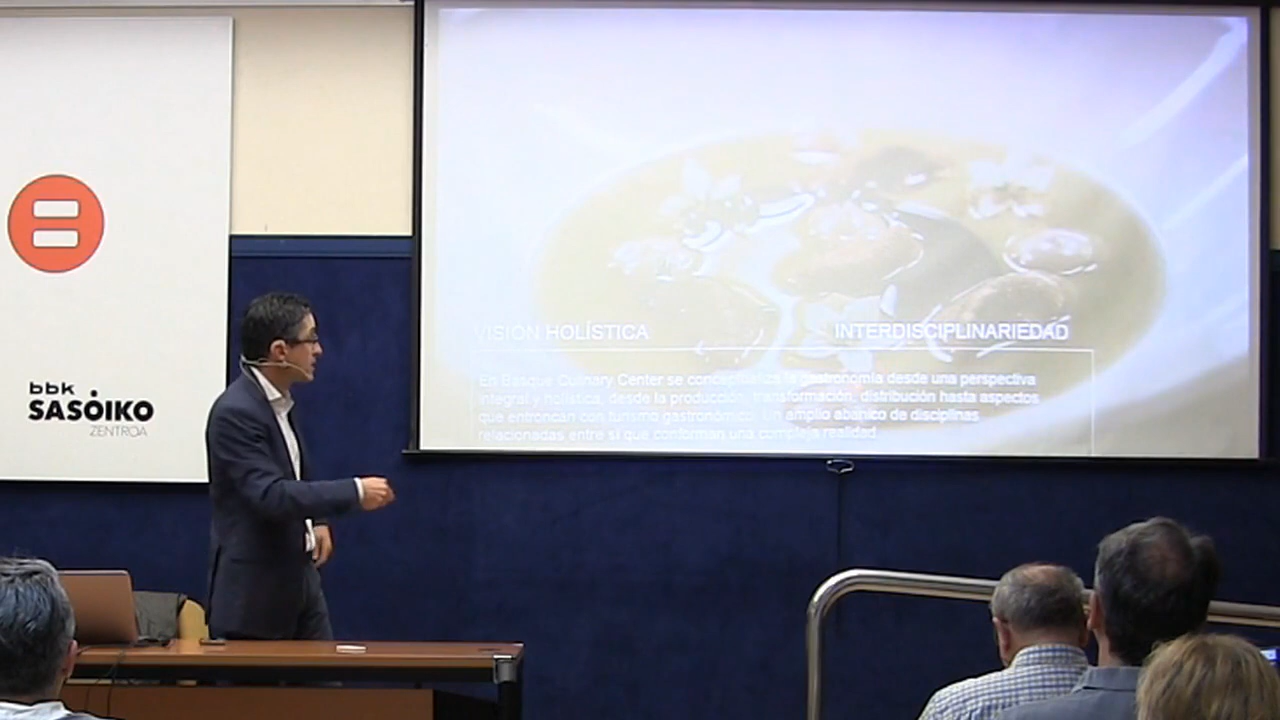 bbk
SASOIKO
ZENTROA
VISIÓN HOLÍSTICA
INTERDISCIPLINARIEDAD
En Basque Culinary Center se conceptualiza la gastronomía desde una perspectiva
integral y holística, desde la producción, transformación, distribución hasta aspectos
que entroncan con turismo gastronómico. Un amplio abanico de disciplinas
relacionadas entre sí que conforman una compleja realidad.